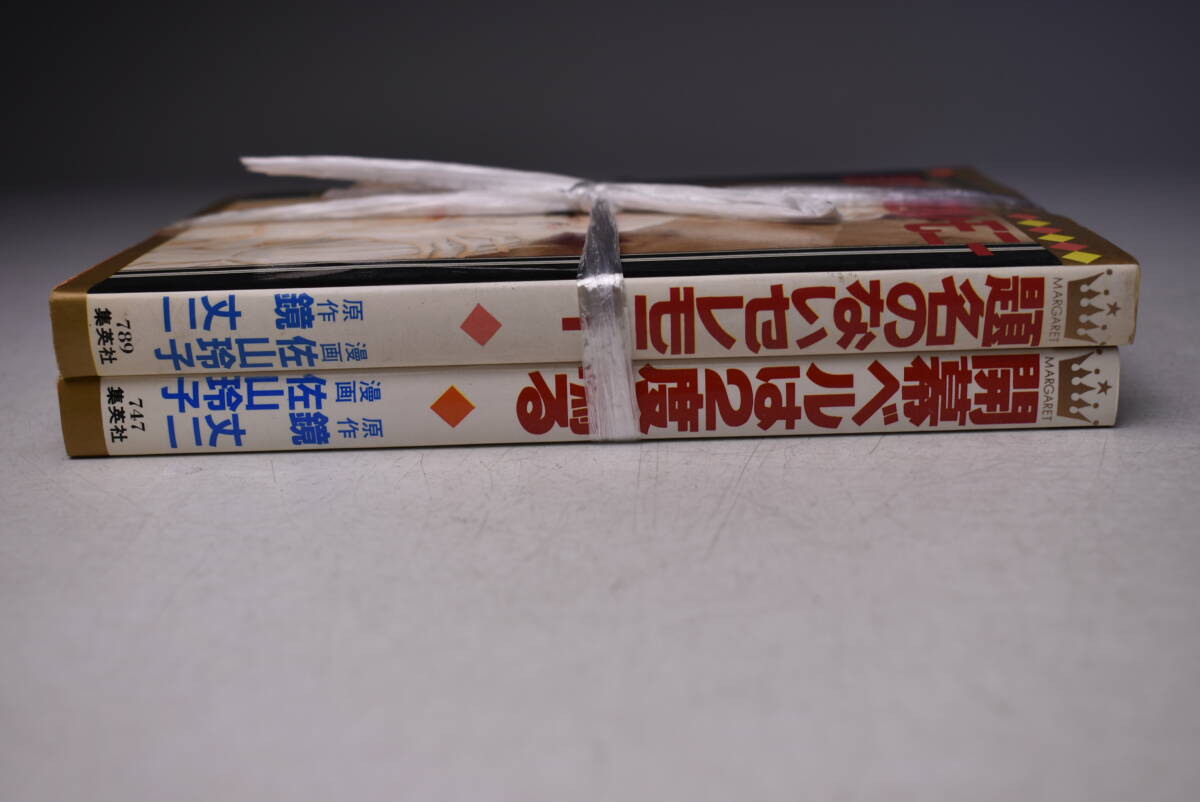 MARGARET
題名のないセレモニー
原作 鏡丈二
漫画 佐山玲子
789
集英社
MARGARET
開幕ベルは2度鳴る
原作 鏡丈二
漫画 佐山玲子
747
集英社